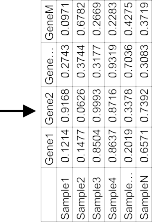 Gene1 Gene2 Gene... GeneM
Sample1 0.1214 0.9168 0.2743 0.0971
Sample2 0.1477 0.0626 0.3744 0.6782
Sample3 0.8504 0.9993 0.3177 0.2669
Sample4 0.8637 0.8716 0.9319 0.2283
Sample... 0.2019 0.3378 0.7036 0.4275
SampleN 0.6571 0.7392 0.3083 0.3719